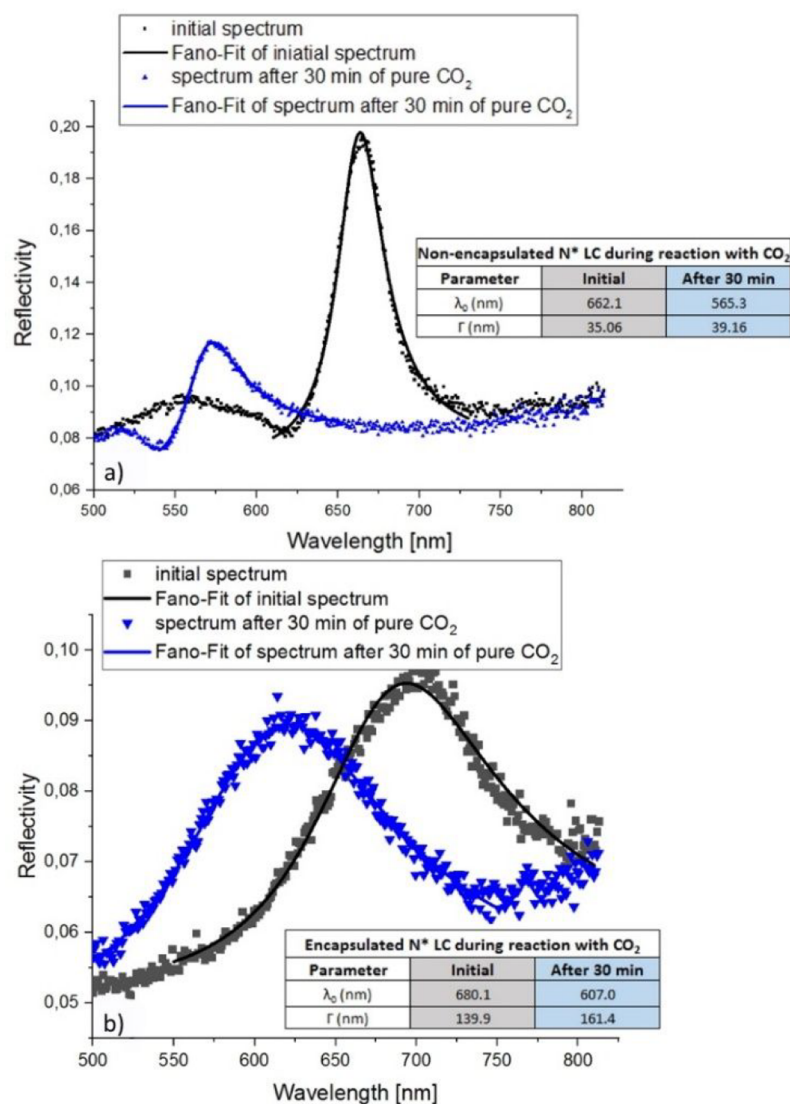 initial spectrum
Fano-Fit of iniatial spectrum
spectrum after 30 min of pure CO₂
Fano-Fit of spectrum after 30 min of pure CO₂
0,20
0,18
0,16
0,14
0,12
0,10
0,08
0,06
Reflectivity
Non-encapsulated N* LC during reaction with CO₂
Parameter Initial After 30 min
λ₀ (nm) 662.1 565.3
Γ (nm) 35.06 39.16
a)
500 550 600 650 700 750 800
Wavelength [nm]
initial spectrum
Fano-Fit of initial spectrum
spectrum after 30 min of pure CO₂
Fano-Fit of spectrum after 30 min of pure CO₂
0,10
0,09
0,08
0,07
0,06
0,05
Reflectivity
Encapsulated N* LC during reaction with CO₂
Parameter Initial After 30 min
λ₀ (nm) 680.1 607.0
Γ (nm) 139.9 161.4
b)
500 550 600 650 700 750 800
Wavelength [nm]